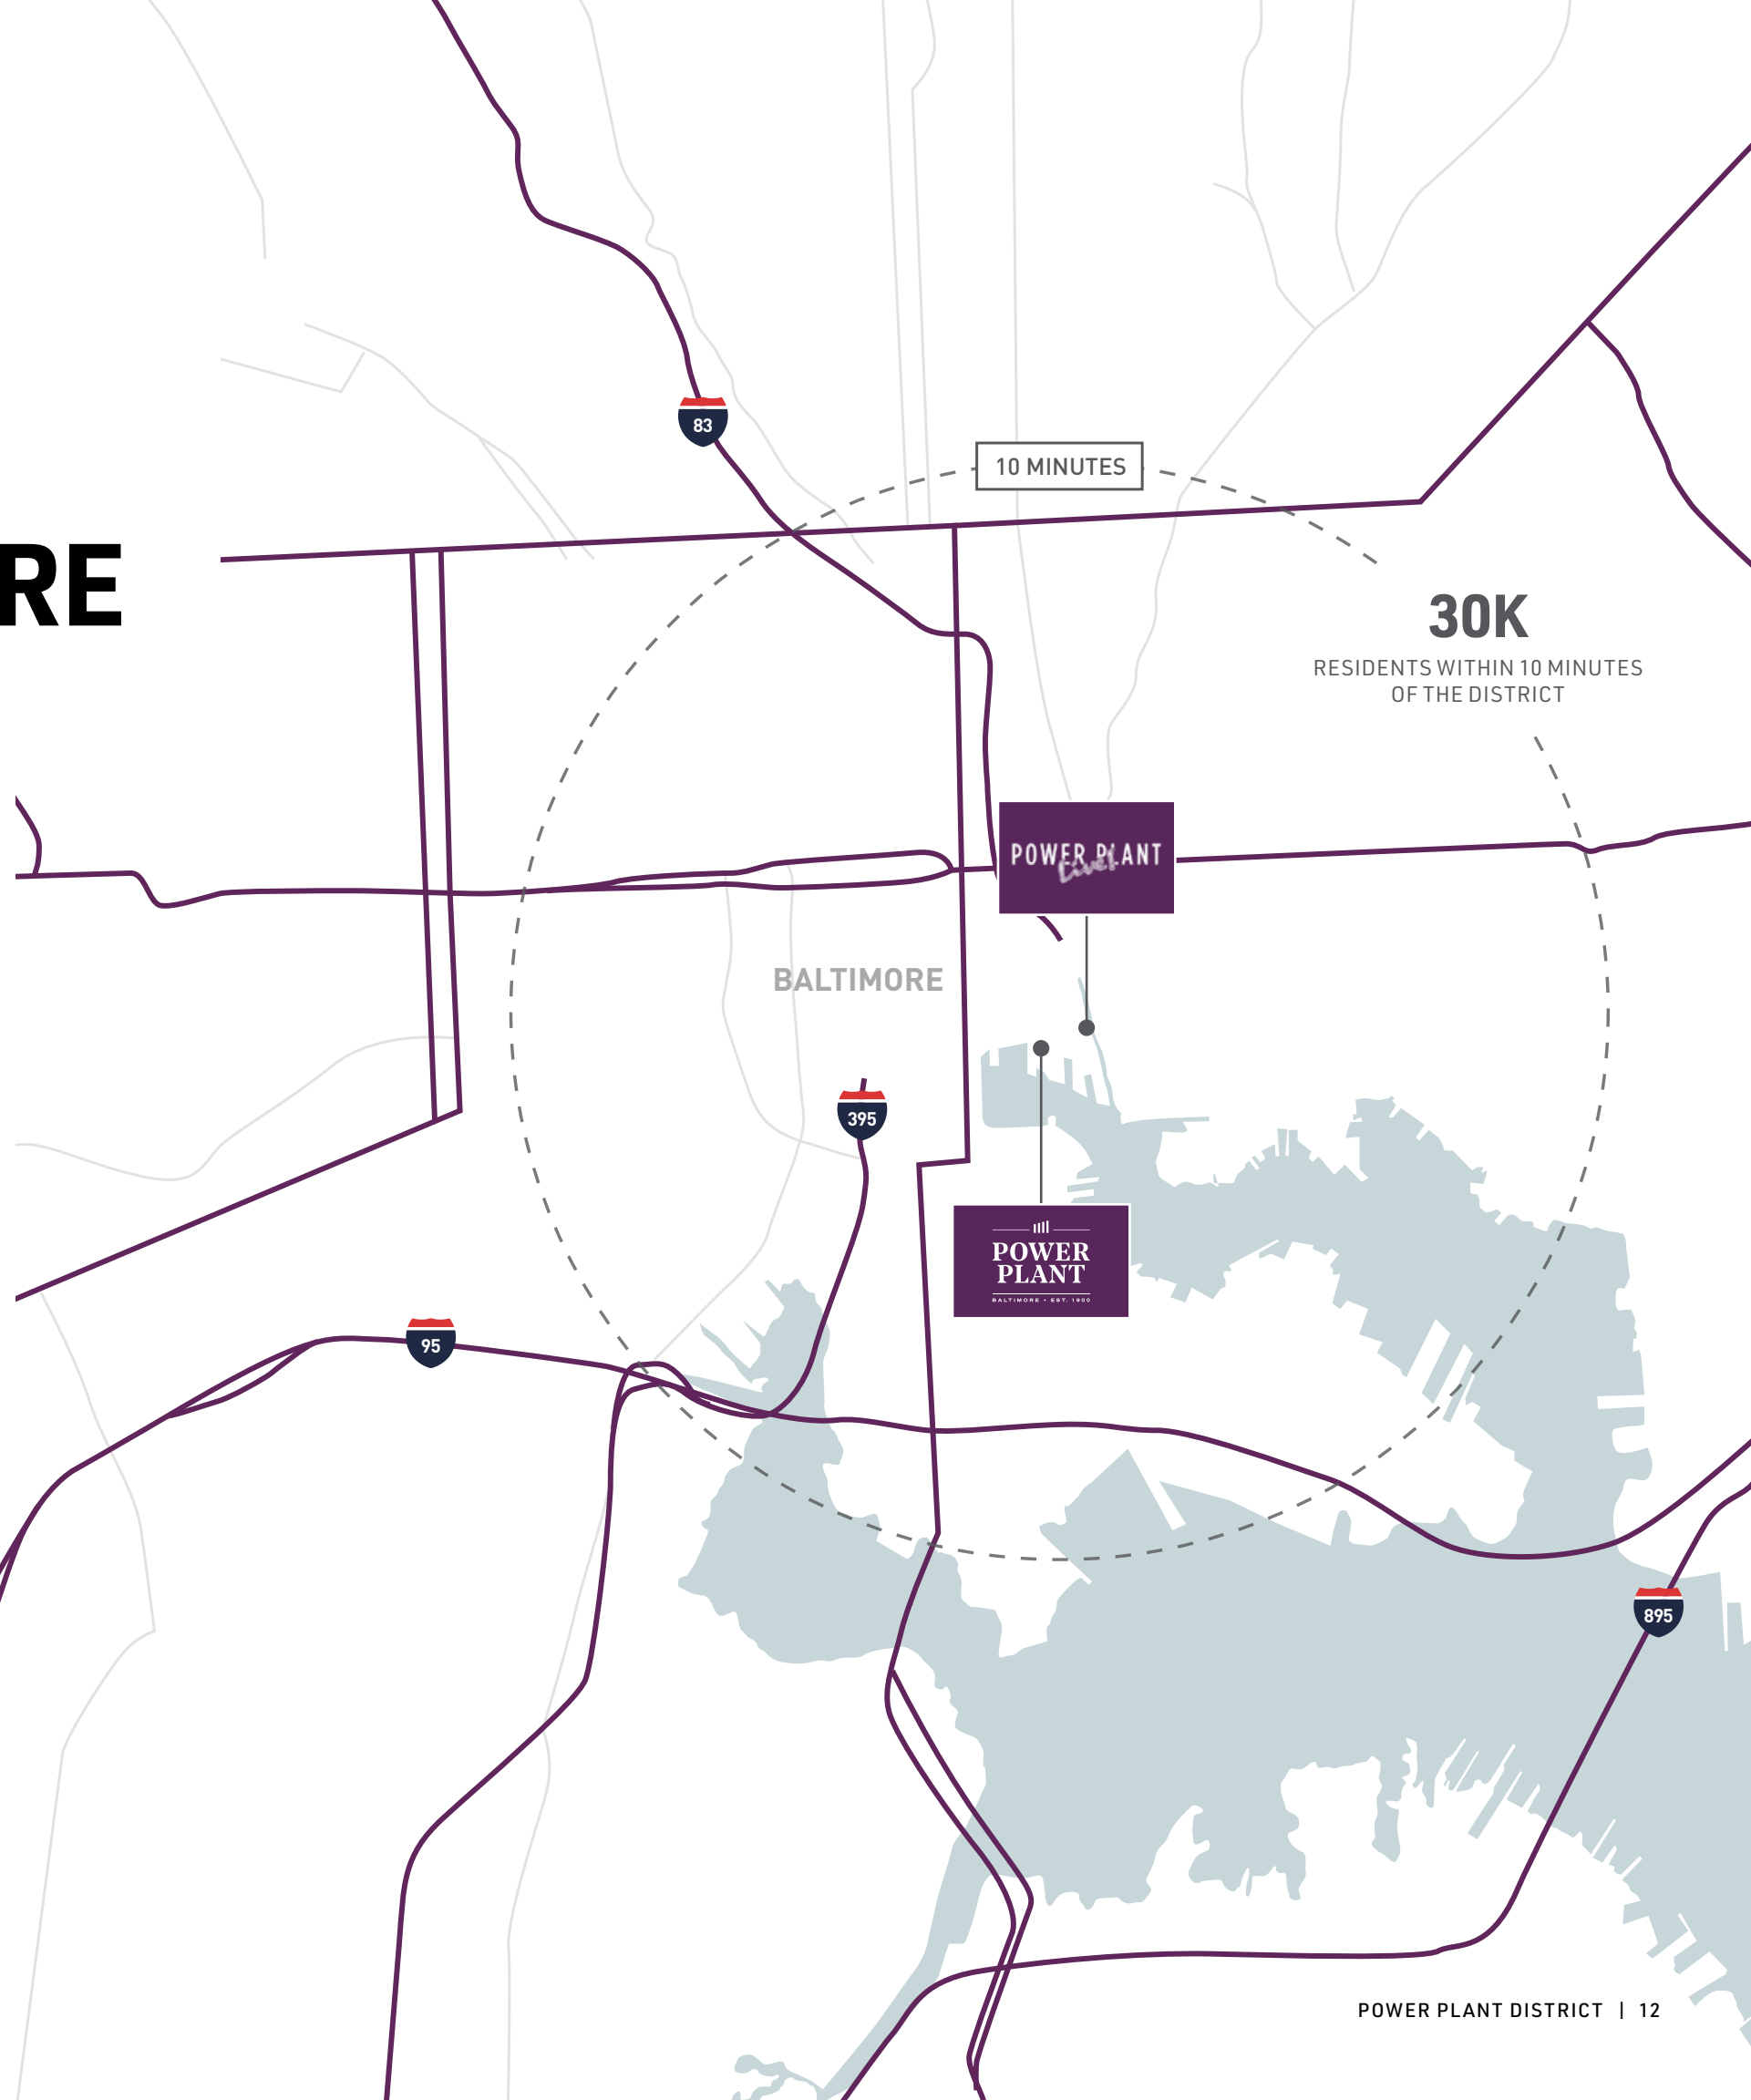 83
10 MINUTES
RE
30K
RESIDENTS WITHIN 10 MINUTES
OF THE DISTRICT
POWER PLANT
Live!
BALTIMORE
395
POWER
PLANT
BALTIMORE • EST. 1900
95
895
POWER PLANT DISTRICT | 12